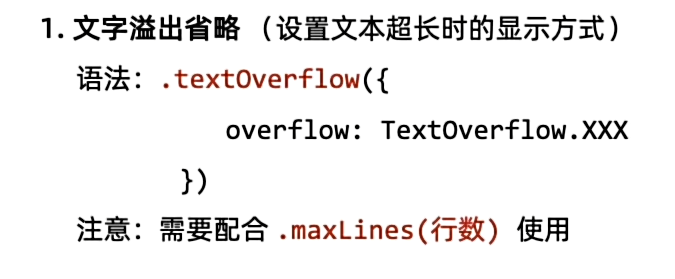 1. 文字溢出省略 （设置文本超长时的显示方式）
语法：.textOverflow({
overflow: TextOverflow.XXX
})
注意：需要配合 .maxLines(行数) 使用